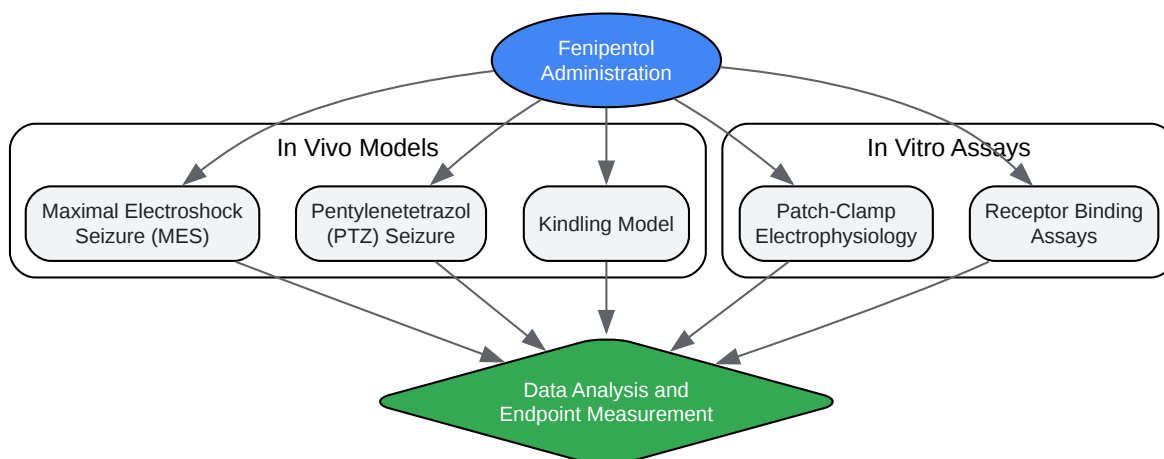 Fenipentol
Administration
In Vivo Models
In Vitro Assays
Maximal Electroshock
Seizure (MES)
Pentylenetetrazol
(PTZ) Seizure
Kindling Model
Patch-Clamp
Electrophysiology
Receptor Binding
Assays
Data Analysis and
Endpoint Measurement